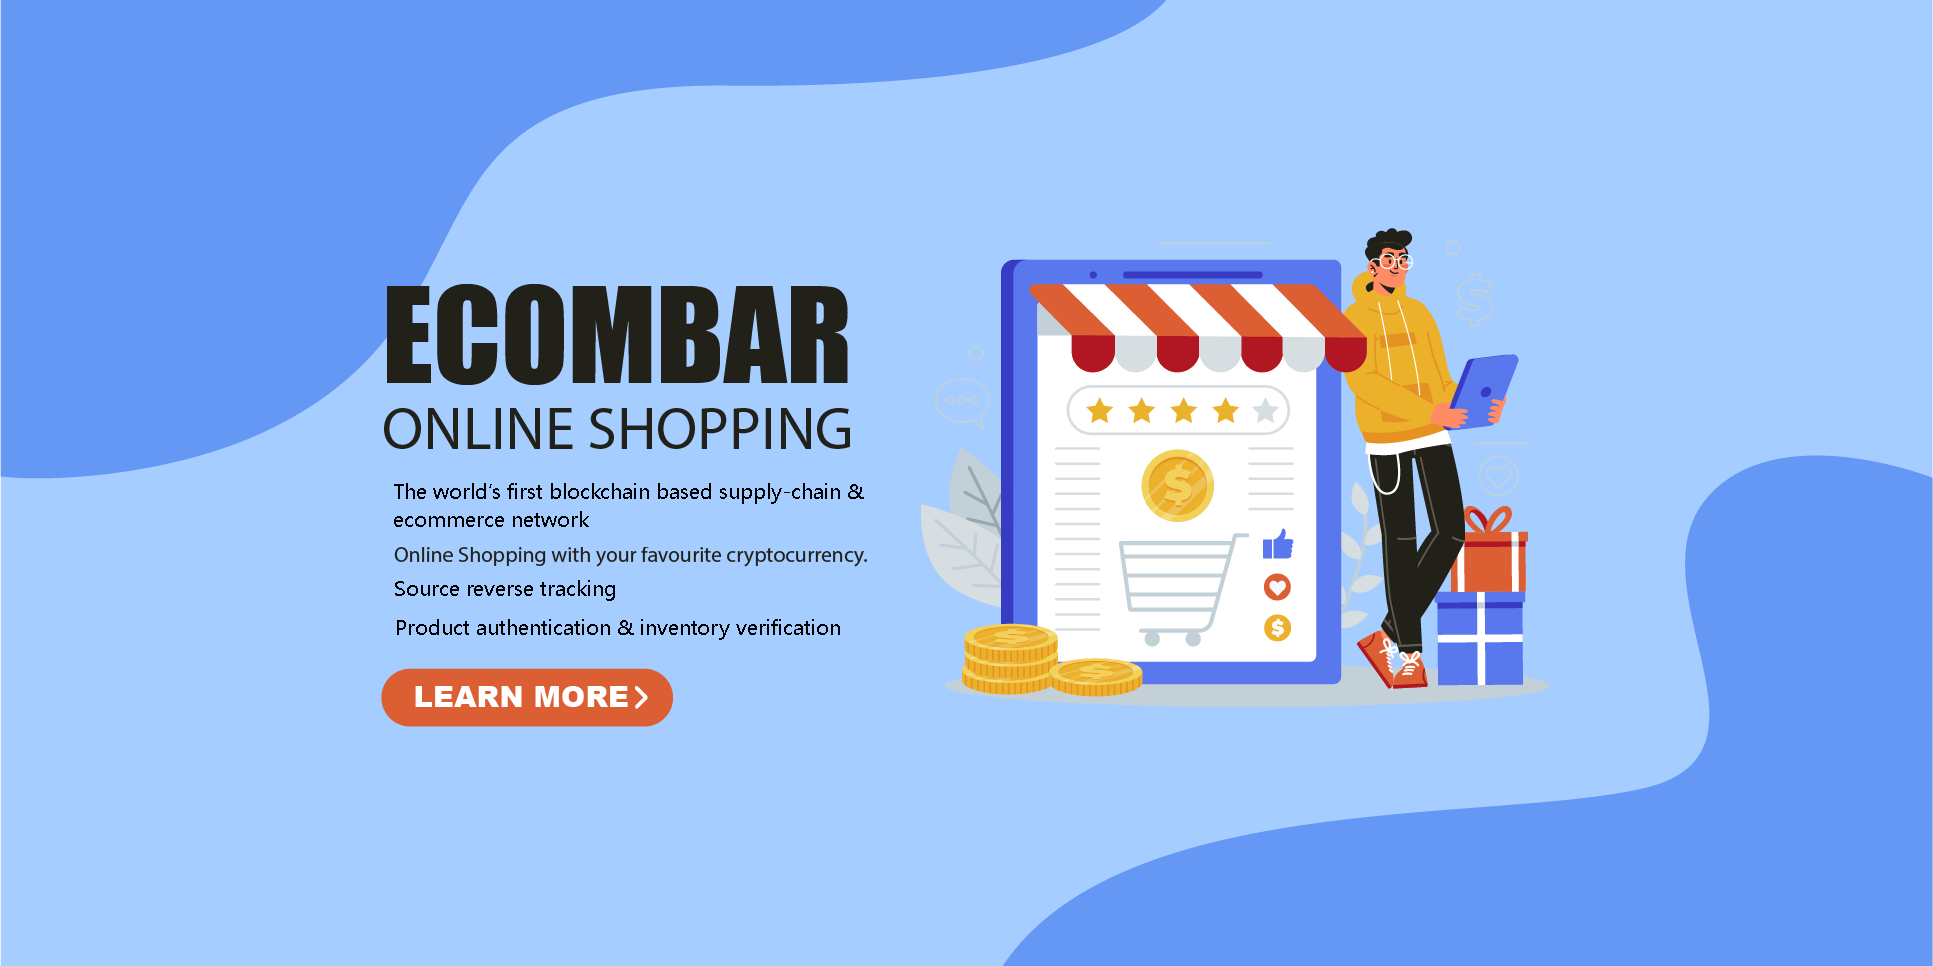 ECOMBAR
ONLINE SHOPPING
The world's first blockchain based supply-chain &
ecommerce network
Online Shopping with your favourite cryptocurrency.
Source reverse tracking
Product authentication & inventory verification
LEARN MORE